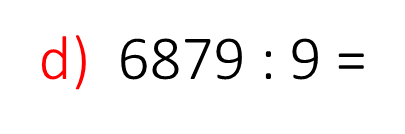 d) 6879 : 9 =